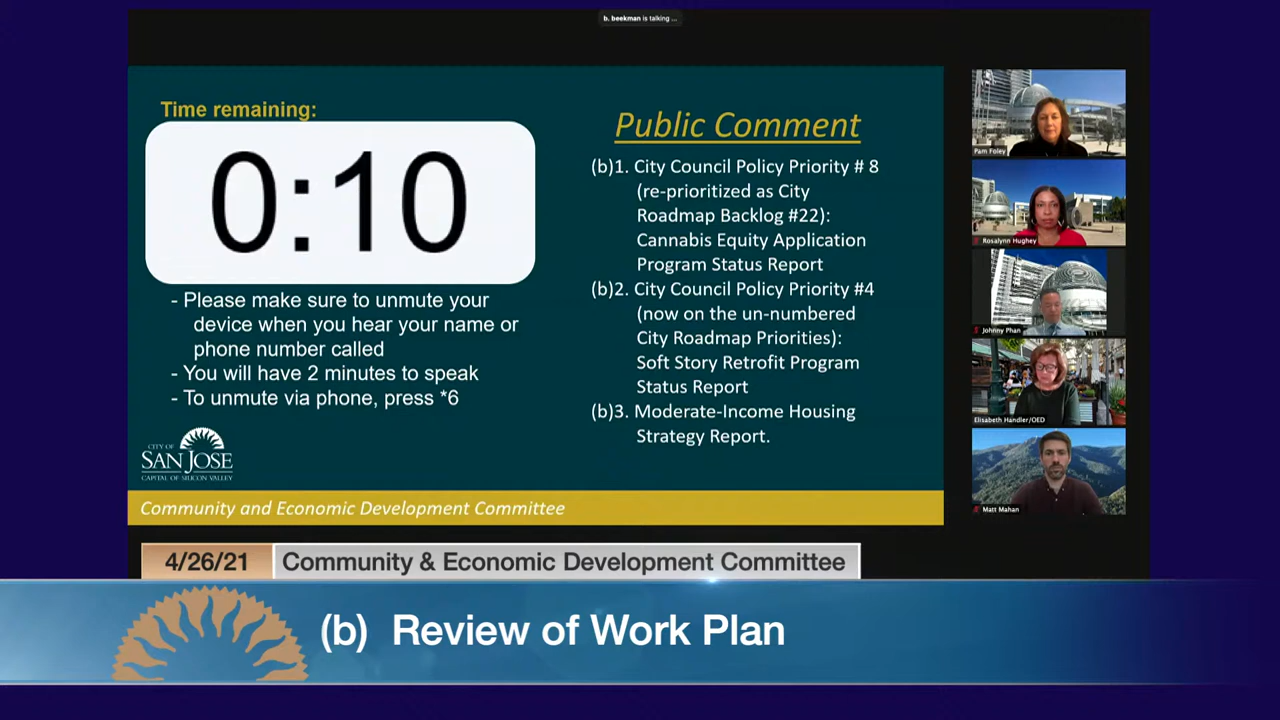 b. beekman is talking ...
Time remaining:
0:10
- Please make sure to unmute your
device when you hear your name or
phone number called
- You will have 2 minutes to speak
- To unmute via phone, press *6
CITY OF
SAN JOSE
CAPITAL OF SILICON VALLEY
Public Comment
(b)1. City Council Policy Priority # 8
(re-prioritized as City
Roadmap Backlog #22):
Cannabis Equity Application
Program Status Report
(b)2. City Council Policy Priority #4
(now on the un-numbered
City Roadmap Priorities):
Soft Story Retrofit Program
Status Report
(b)3. Moderate-Income Housing
Strategy Report.
Community and Economic Development Committee
Pam Foley
Rosalynn Hughey
Johnny Phan
Elisabeth Handler/OED
Matt Mahan
4/26/21 Community & Economic Development Committee
(b) Review of Work Plan